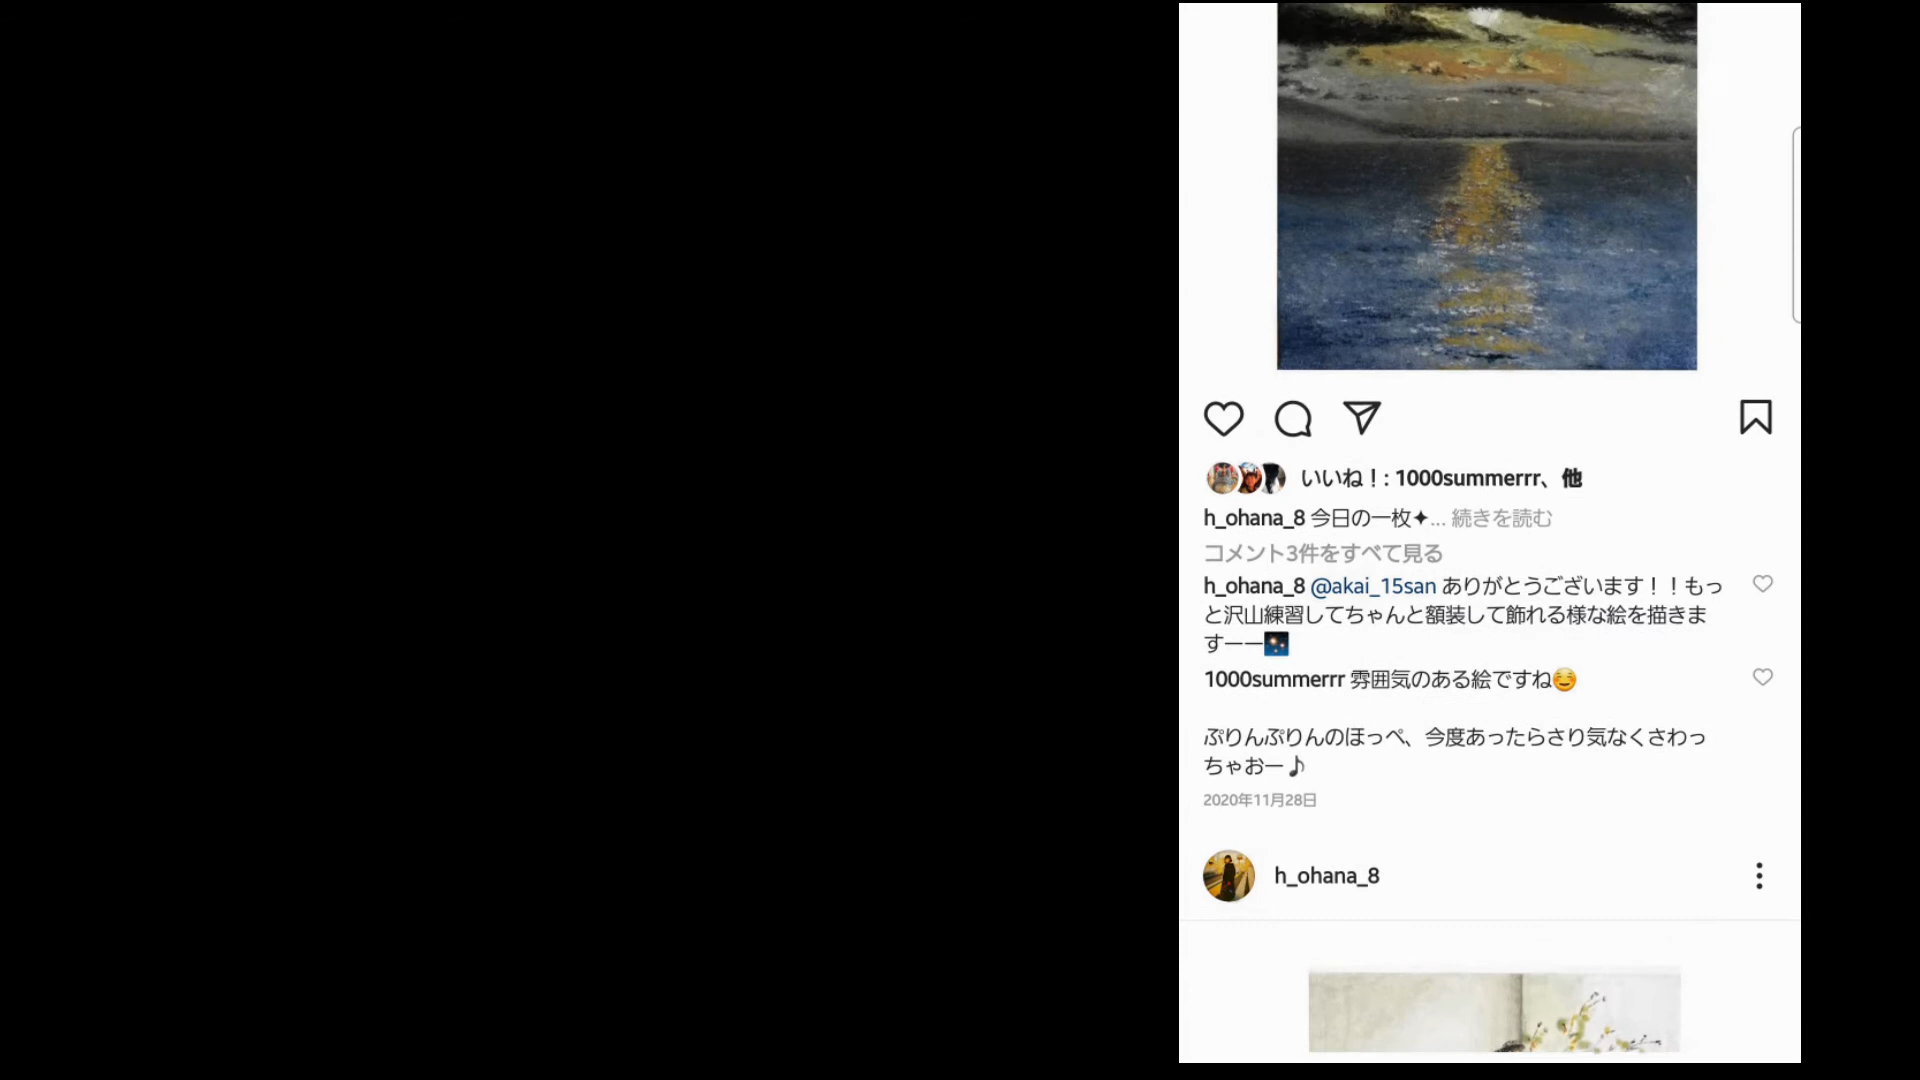 いいね！: 1000summerrr、他
h_ohana_8 今日の一枚✦... 続きを読む
コメント3件をすべて見る
h_ohana_8 @akai_15san ありがとうございます！！もっ
と沢山練習してちゃんと額装して飾れる様な絵を描きま
すーー🎆
1000summerrr 雰囲気のある絵ですね☺️
ぷりんぷりんのほっぺ、今度あったらさり気なくさわっ
ちゃおー♪
2020年11月28日
h_ohana_8